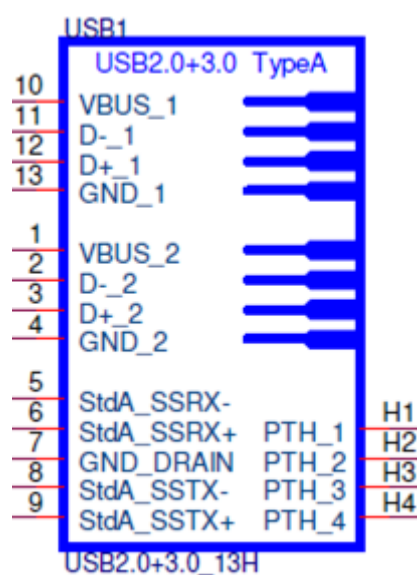 USB1
USB2.0+3.0 TypeA
10 VBUS_1
11 D-_1
12 D+_1
13 GND_1
1 VBUS_2
2 D-_2
3 D+_2
4 GND_2
5 StdA_SSRX-
6 StdA_SSRX+ PTH_1 H1
7 GND_DRAIN PTH_2 H2
8 StdA_SSTX- PTH_3 H3
9 StdA_SSTX+ PTH_4 H4
USB2.0+3.0_13H